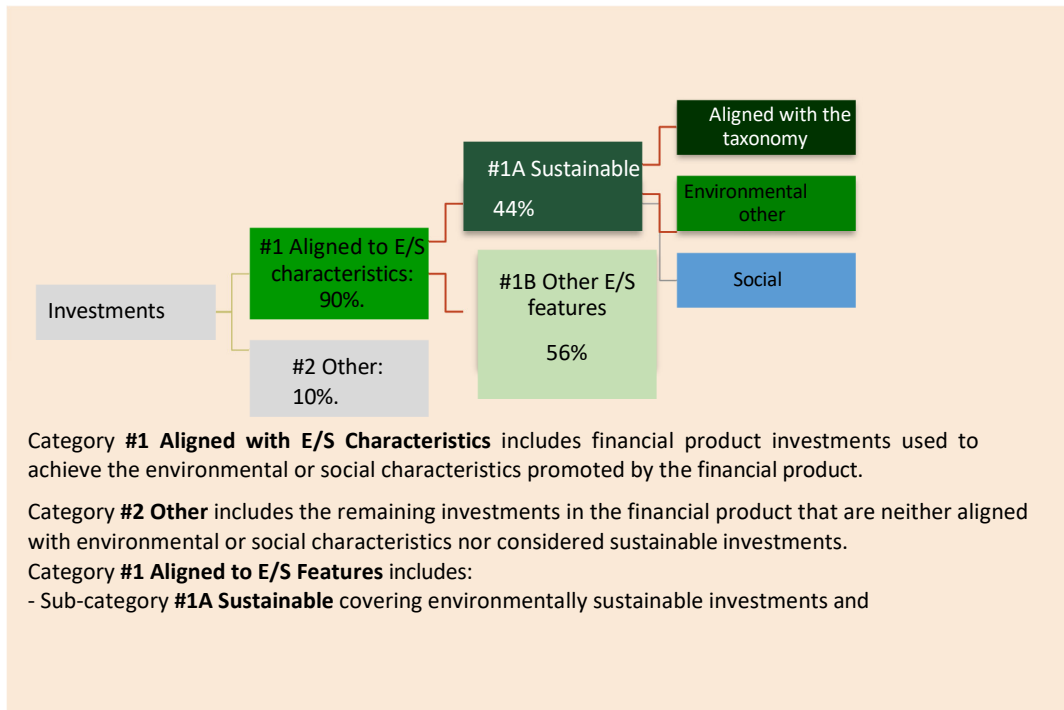 Aligned with the
taxonomy
#1A Sustainable
44%
Environmental
other
#1 Aligned to E/S
characteristics:
90%.
#1B Other E/S
features
56%
Social
Investments
#2 Other:
10%.
Category #1 Aligned with E/S Characteristics includes financial product investments used to
achieve the environmental or social characteristics promoted by the financial product.
Category #2 Other includes the remaining investments in the financial product that are neither aligned
with environmental or social characteristics nor considered sustainable investments.
Category #1 Aligned to E/S Features includes:
- Sub-category #1A Sustainable covering environmentally sustainable investments and